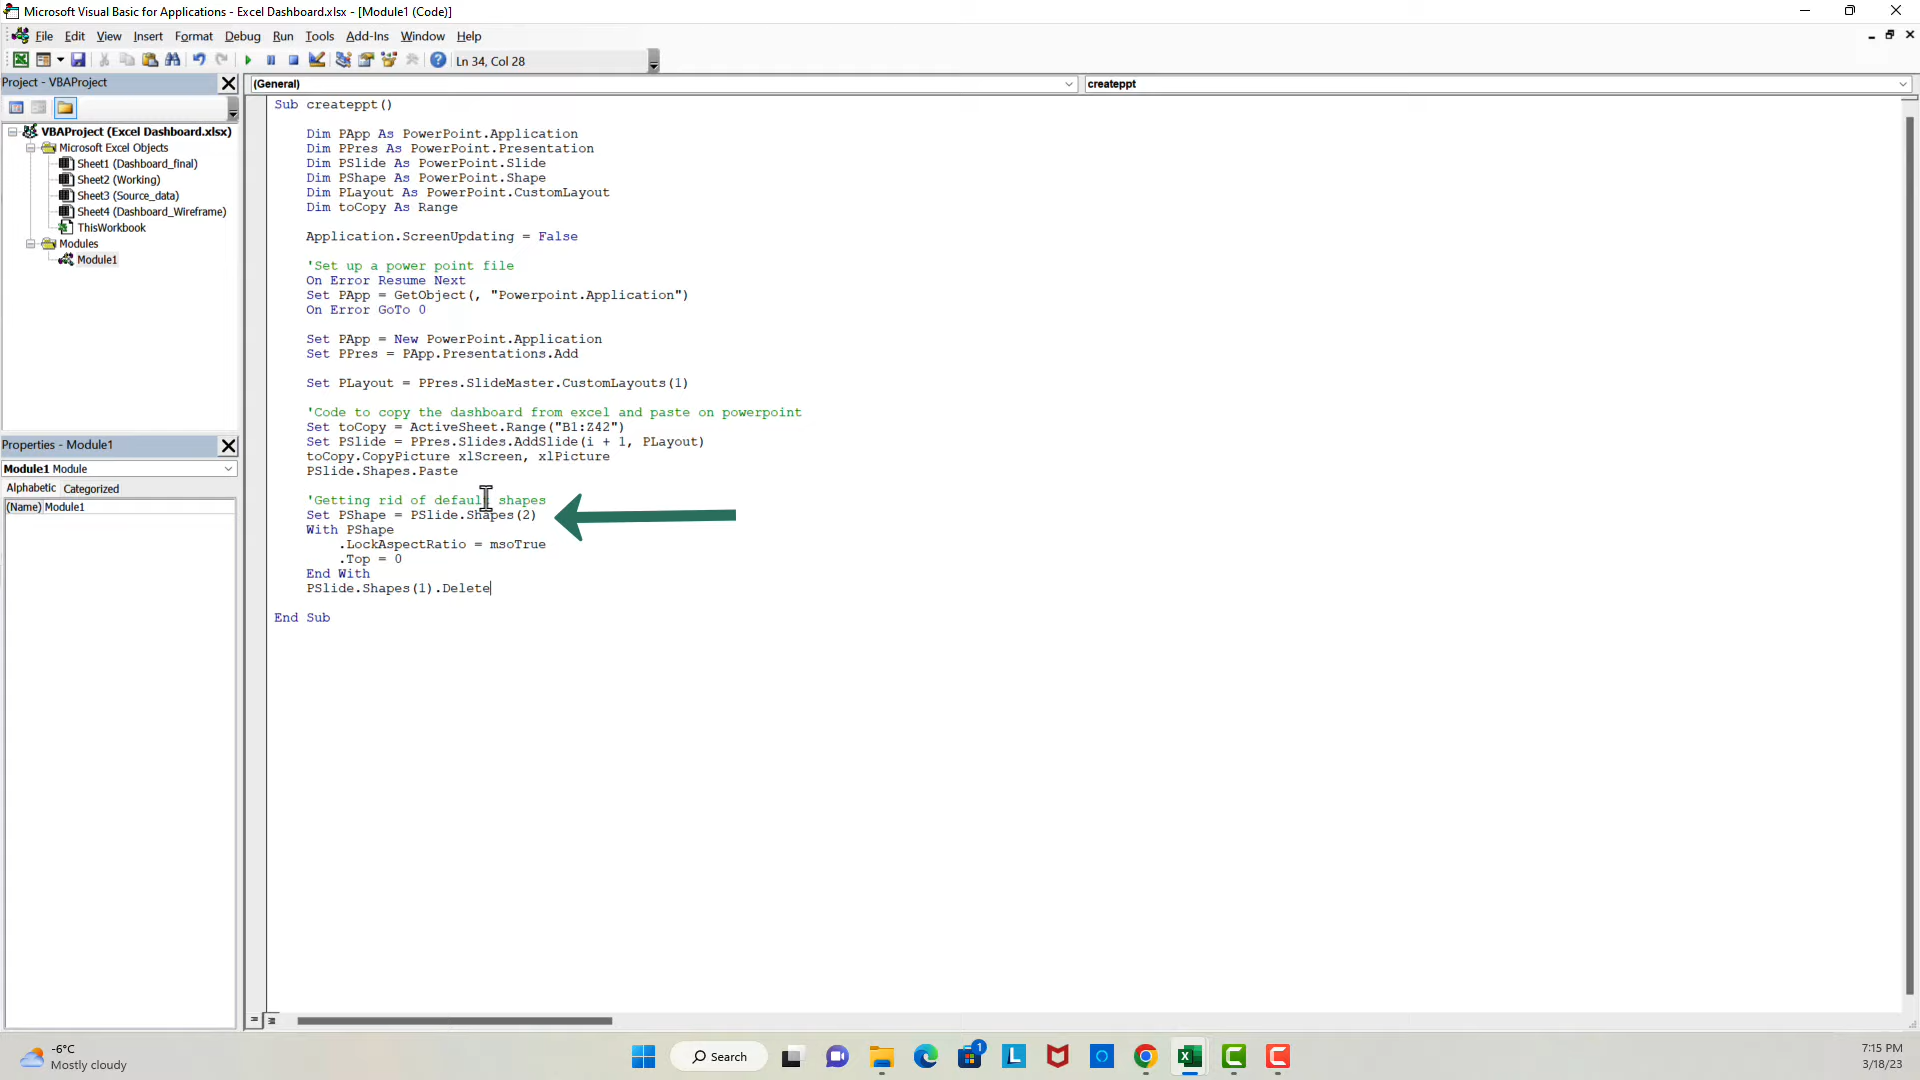 Microsoft Visual Basic for Applications - Excel Dashboard.xlsx - [Module1 (Code)]
File Edit View Insert Format Debug Run Tools Add-Ins Window Help
Ln 34, Col 28
Project - VBAProject
VBAProject (Excel Dashboard.xlsx)
Microsoft Excel Objects
Sheet1 (Dashboard_final)
Sheet2 (Working)
Sheet3 (Source_data)
Sheet4 (Dashboard_Wireframe)
ThisWorkbook
Modules
Module1
Properties - Module1
Module1 Module
Alphabetic Categorized
(Name) Module1
(General) createppt
Sub createppt()
Dim PApp As PowerPoint.Application
Dim PPres As PowerPoint.Presentation
Dim PSlide As PowerPoint.Slide
Dim PShape As PowerPoint.Shape
Dim PLayout As PowerPoint.CustomLayout
Dim toCopy As Range
Application.ScreenUpdating = False
'Set up a power point file
On Error Resume Next
Set PApp = GetObject(, "Powerpoint.Application")
On Error GoTo 0
Set PApp = New PowerPoint.Application
Set PPres = PApp.Presentations.Add
Set PLayout = PPres.SlideMaster.CustomLayouts(1)
'Code to copy the dashboard from excel and paste on powerpoint
Set toCopy = ActiveSheet.Range("B1:Z42")
Set PSlide = PPres.Slides.AddSlide(i + 1, PLayout)
toCopy.CopyPicture xlScreen, xlPicture
PSlide.Shapes.Paste
'Getting rid of default shapes
Set PShape = PSlide.Shapes(2)
With PShape
.LockAspectRatio = msoTrue
.Top = 0
End With
PSlide.Shapes(1).Delete
End Sub
-6°C
Mostly cloudy
Search
1
L
7:15 PM
3/18/23